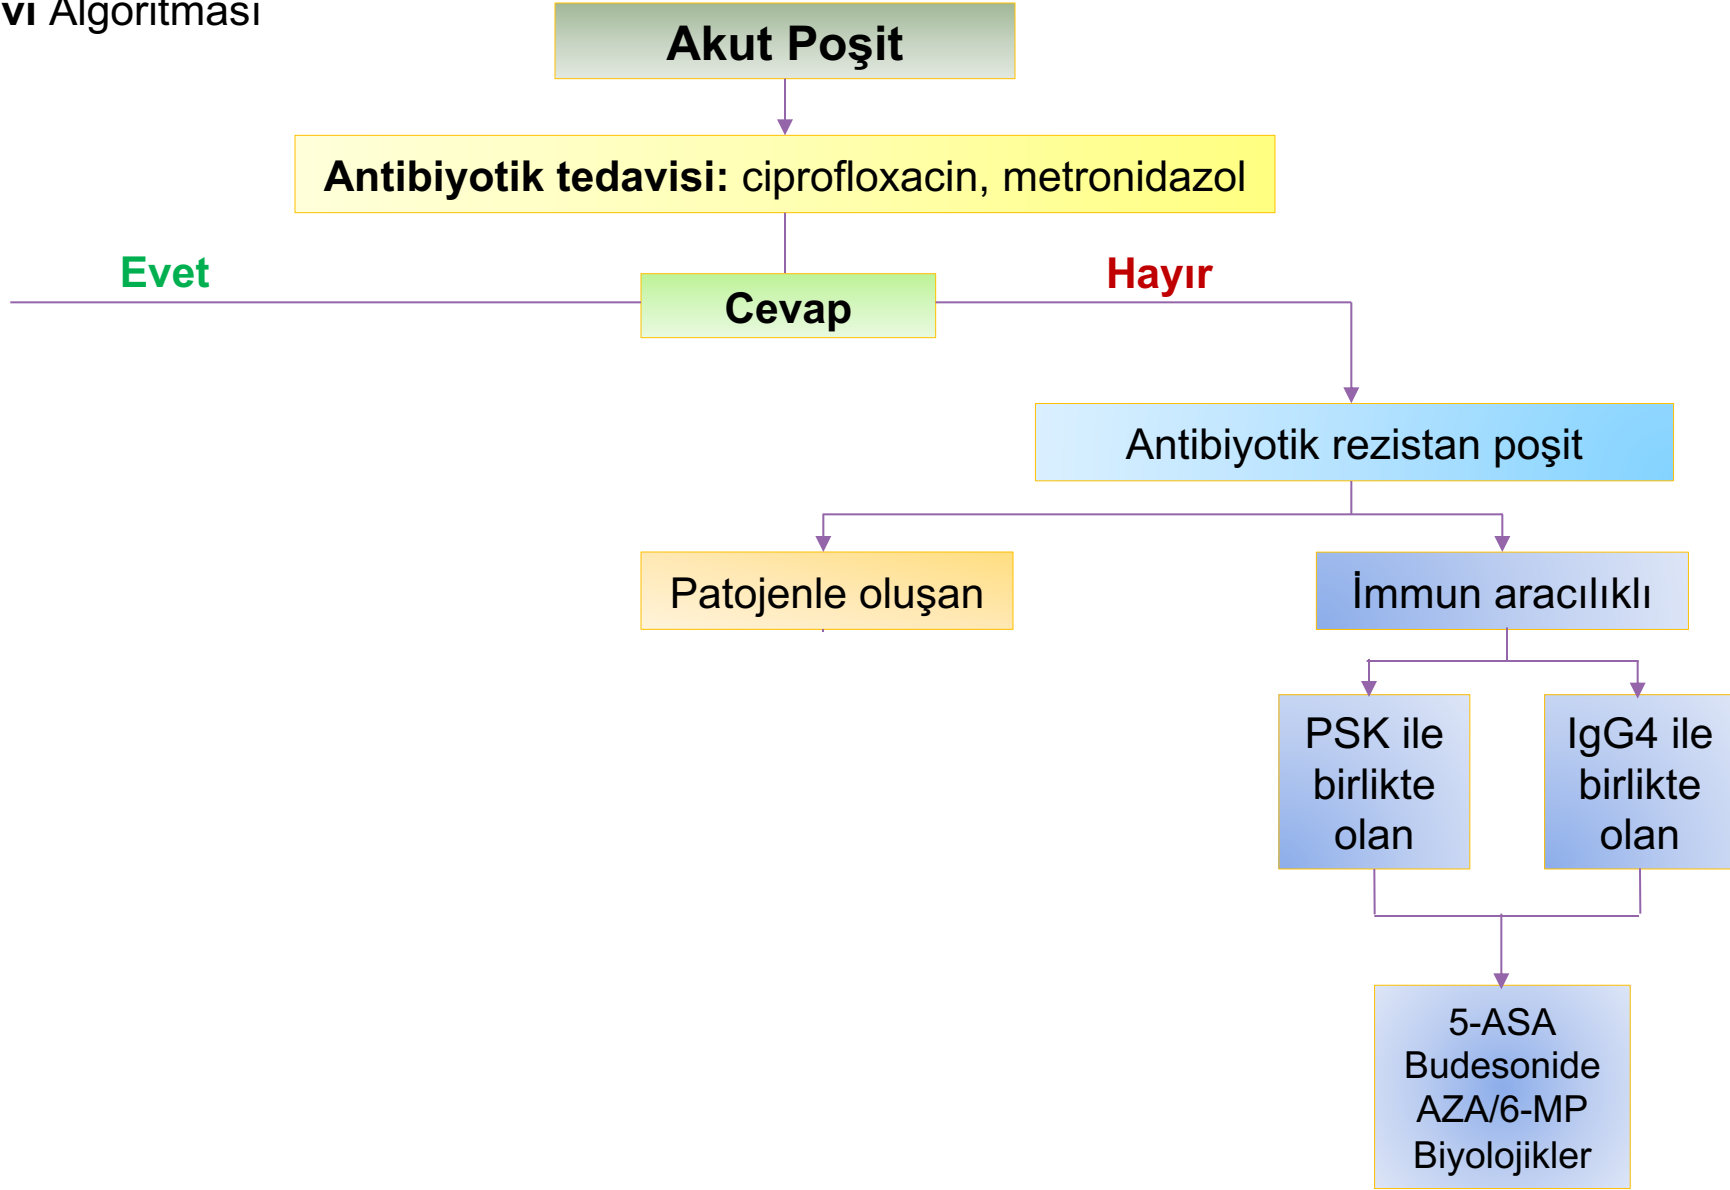 vi Algoritması
Akut Poşit
Antibiyotik tedavisi: ciprofloxacin, metronidazol
Evet
Hayır
Cevap
Antibiyotik rezistan poşit
Patojenle oluşan
İmmun aracılıklı
PSK ile
birlikte
olan
IgG4 ile
birlikte
olan
5-ASA
Budesonide
AZA/6-MP
Biyolojikler